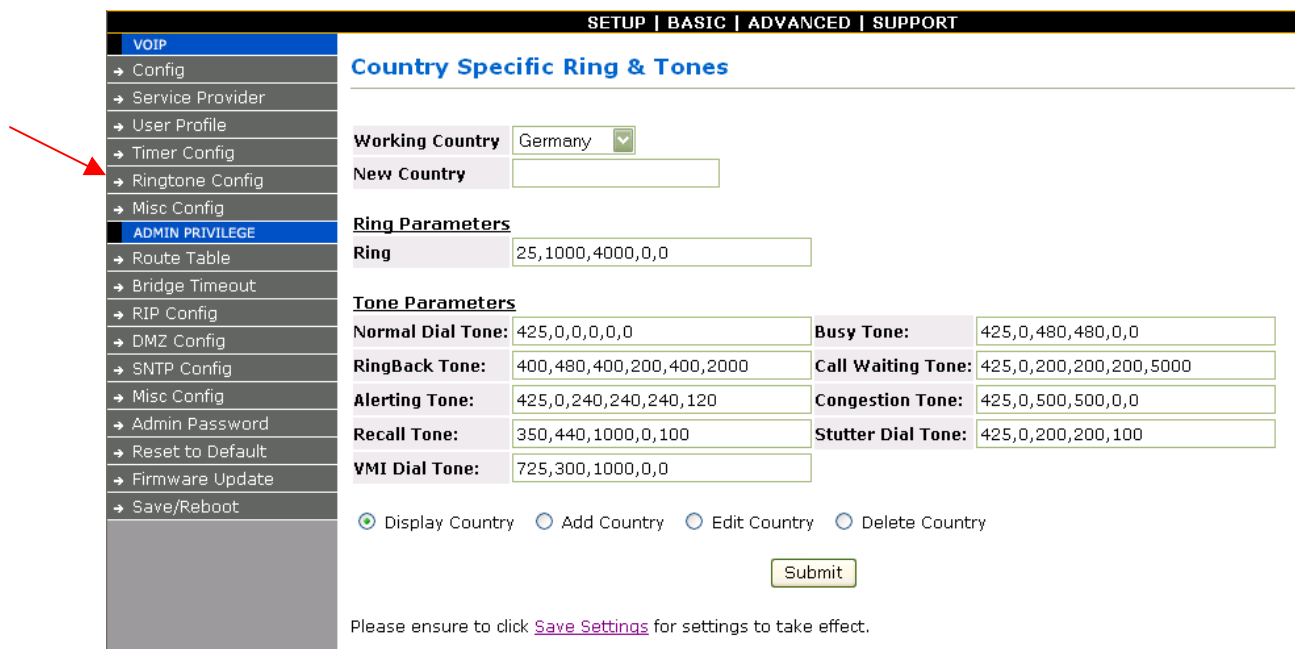 SETUP | BASIC | ADVANCED | SUPPORT
VOIP
Config
Service Provider
User Profile
Timer Config
Ringtone Config
Misc Config
ADMIN PRIVILEGE
Route Table
Bridge Timeout
RIP Config
DMZ Config
SNTP Config
Misc Config
Admin Password
Reset to Default
Firmware Update
Save/Reboot
Country Specific Ring & Tones
Working Country Germany
New Country
Ring Parameters
Ring 25,1000,4000,0,0
Tone Parameters
Normal Dial Tone: 425,0,0,0,0,0 Busy Tone: 425,0,480,480,0,0
RingBack Tone: 400,480,400,200,400,2000 Call Waiting Tone: 425,0,200,200,200,5000
Alerting Tone: 425,0,240,240,240,120 Congestion Tone: 425,0,500,500,0,0
Recall Tone: 350,440,1000,0,100 Stutter Dial Tone: 425,0,200,200,100
VMI Dial Tone: 725,300,1000,0,0
Display Country Add Country Edit Country Delete Country
Submit
Please ensure to click Save Settings for settings to take effect.